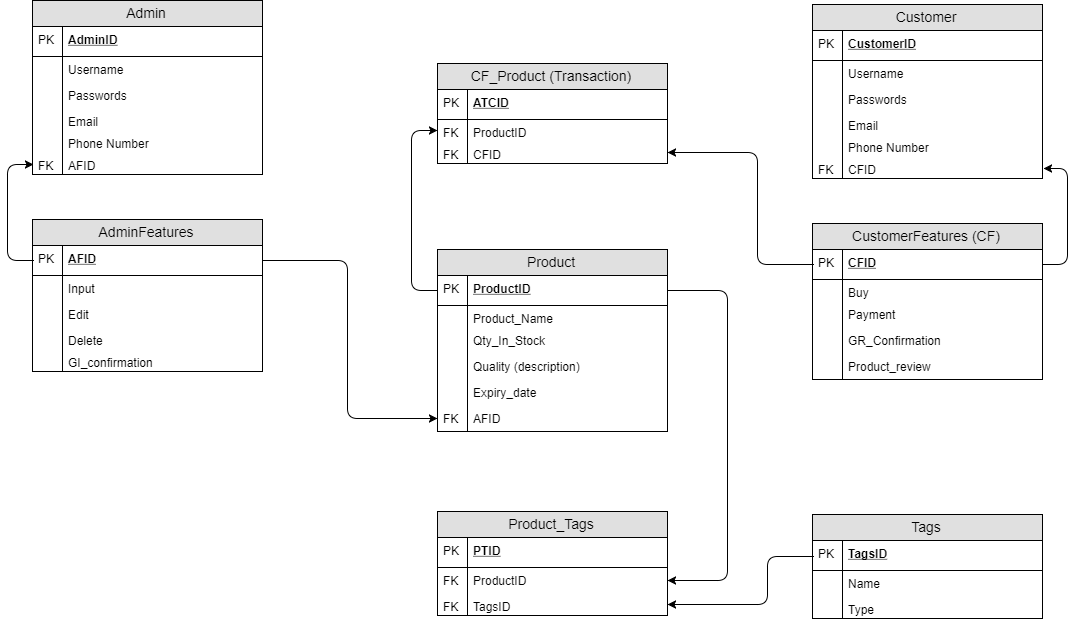 Admin
PK AdminID
Username
Passwords
Email
Phone Number
FK AFID
AdminFeatures
PK AFID
Input
Edit
Delete
GI_confirmation
CF_Product (Transaction)
PK ATCID
FK ProductID
FK CFID
Product
PK ProductID
Product_Name
Qty_In_Stock
Quality (description)
Expiry_date
FK AFID
Product_Tags
PK PTID
FK ProductID
FK TagsID
Customer
PK CustomerID
Username
Passwords
Email
Phone Number
FK CFID
CustomerFeatures (CF)
PK CFID
Buy
Payment
GR_Confirmation
Product_review
Tags
PK TagsID
Name
Type